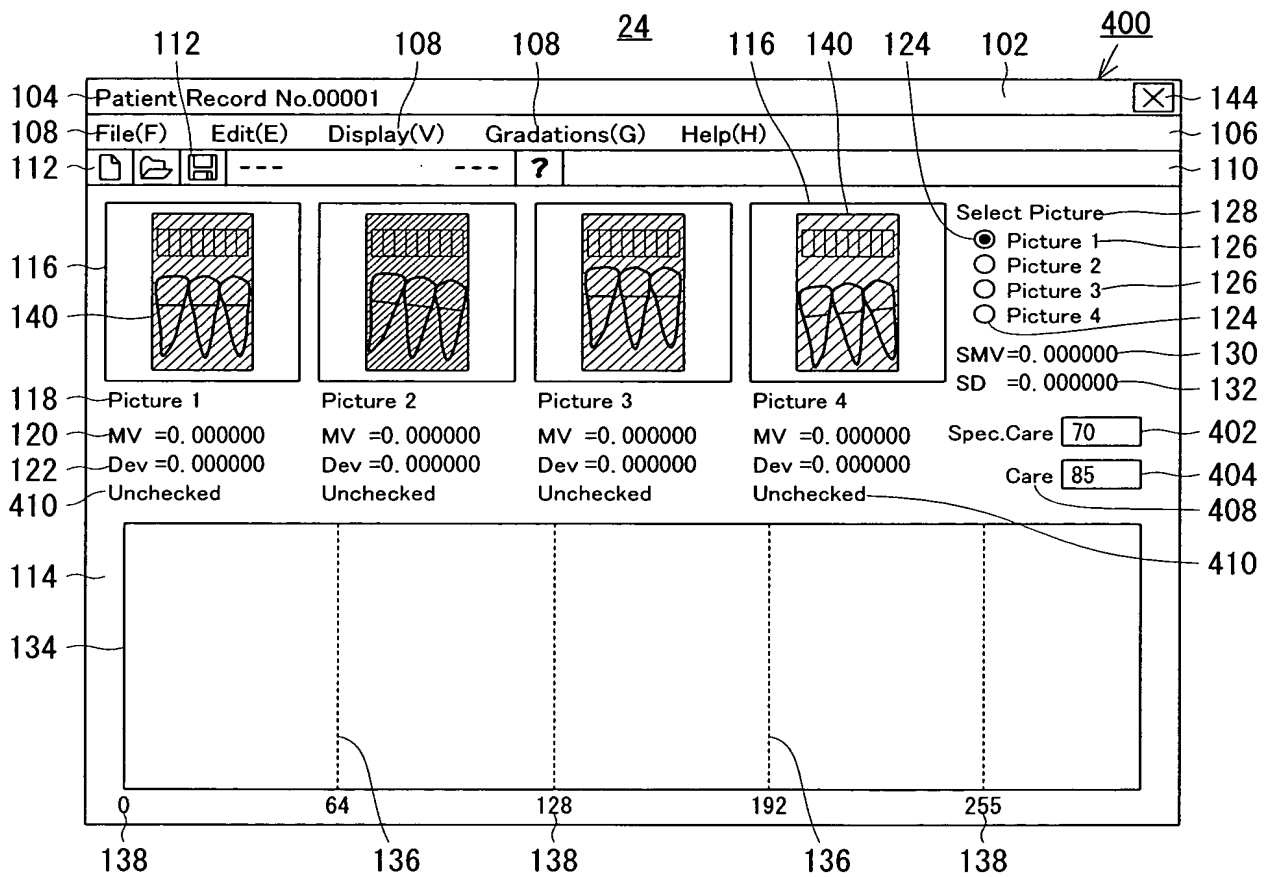 24
400
112 108 108 116 140 124 102
104 Patient Record No.00001 144
108 File(F) Edit(E) Display(V) Gradations(G) Help(H) 106
112 --- --- ? 110
Select Picture 128
Picture 1 126
116 Picture 2
Picture 3 126
140 Picture 4 124
SMV=0.000000 130
SD =0.000000 132
118 Picture 1 Picture 2 Picture 3 Picture 4
120 MV =0.000000 MV =0.000000 MV =0.000000 MV =0.000000 Spec.Care 70 402
122 Dev =0.000000 Dev =0.000000 Dev =0.000000 Dev =0.000000 Care 85 404
410 Unchecked Unchecked Unchecked Unchecked 408
114 410
134
0 64 128 192 255
138 136 138 136 138